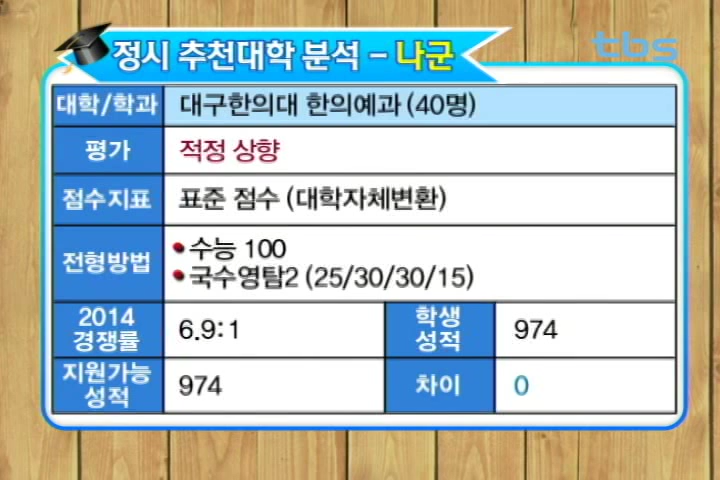 정시 추천대학 분석 - 나군
tbs
대학/학과 대구한의대 한의예과 (40명)
평가 적정 상향
점수지표 표준 점수 (대학자체변환)
전형방법
• 수능 100
• 국수영탐2 (25/30/30/15)
2014
경쟁률
6.9:1
학생
성적
974
지원가능
성적
974
차이
0